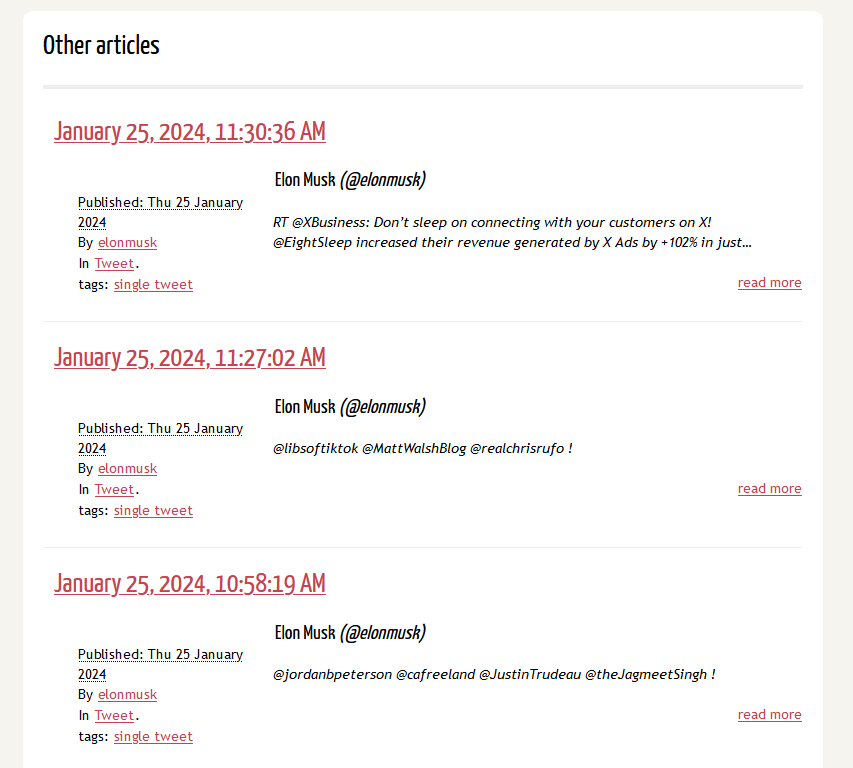 Other articles
January 25, 2024, 11:30:36 AM
Elon Musk (@elonmusk)
Published: Thu 25 January
2024
By elonmusk
In Tweet.
tags: single tweet
RT @XBusiness: Don’t sleep on connecting with your customers on X!
@EightSleep increased their revenue generated by X Ads by +102% in just…
read more
January 25, 2024, 11:27:02 AM
Elon Musk (@elonmusk)
Published: Thu 25 January
2024
By elonmusk
In Tweet.
tags: single tweet
@libsoftiktok @MattWalshBlog @realchrisrufo !
read more
January 25, 2024, 10:58:19 AM
Elon Musk (@elonmusk)
Published: Thu 25 January
2024
By elonmusk
In Tweet.
tags: single tweet
@jordanbpeterson @cafreeland @JustinTrudeau @theJagmeetSingh !
read more